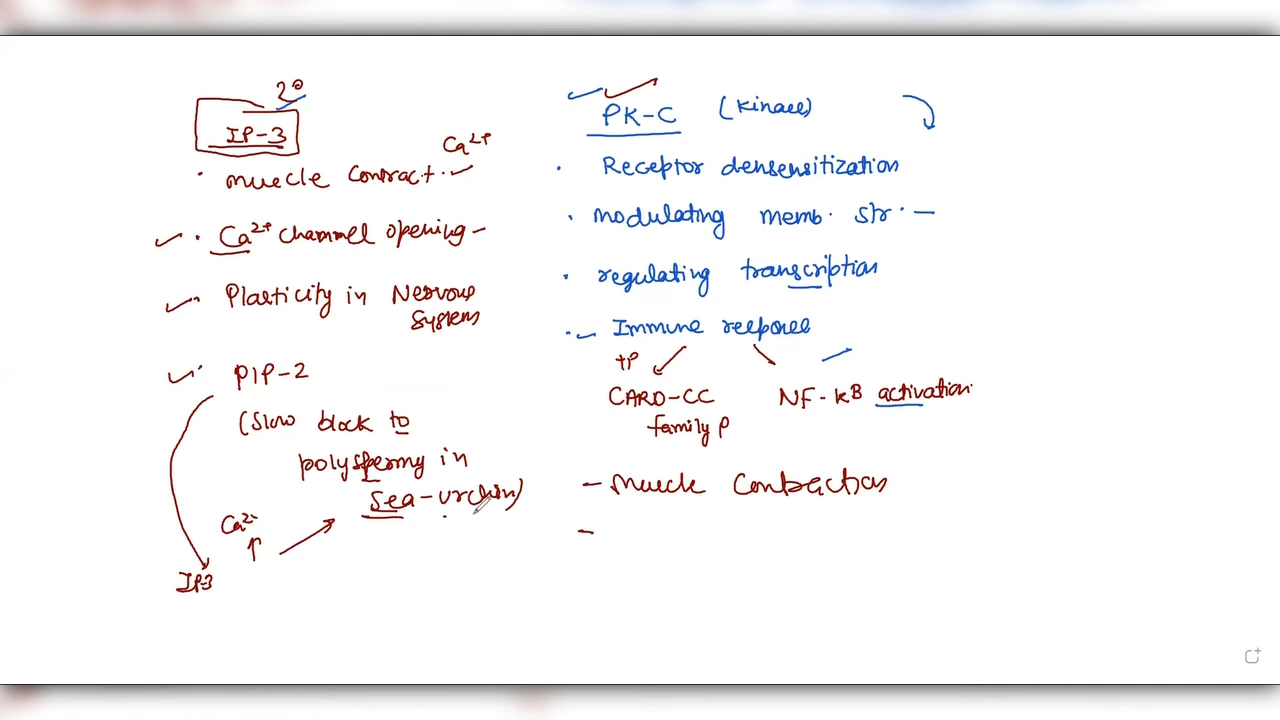 2°
IP-3
Ca²⁺
. muscle contract.
. Ca²⁺ channel opening -
Plasticity in Nervous
System
. PIP-2
(Slow block to
polyspermy in
Sea-urchin)
Ca²⁺ ↑
IP3
PK-C (kinase)
. Receptor densensitization
. modulating memb. str. -
. regulating transcription
. Immune response
+P
CARD-CC
family P
NF-kB activation.
- muscle contraction
-